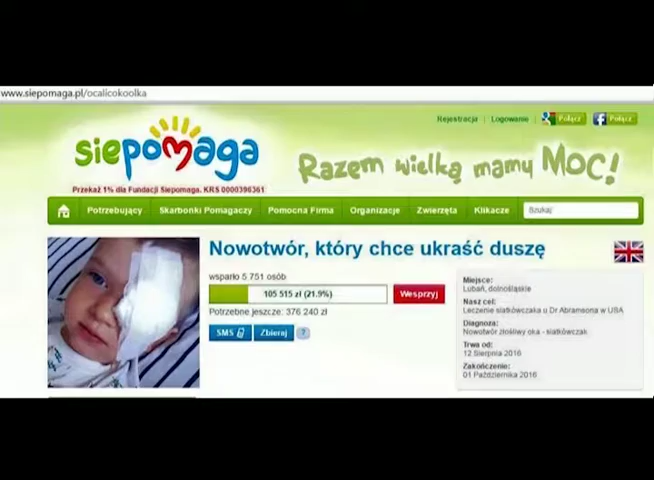 www.siepomaga.pl/ocalicokoolka
Rejestracja | Logowanie Połącz Połącz
siepomaga
Razem wielką mamy MOC!
Przekaż 1% dla Fundacji Siepomaga. KRS 0000396361
Potrzebujący Skarbonki Pomagaczy Pomocna Firma Organizacje Zwierzęta Klikacze Szukaj
Nowotwór, który chce ukraść duszę
wsparło 5 751 osób
105 515 zł (21.9%) Wesprzyj
Potrzebne jeszcze: 376 240 zł
SMS Zbieraj ?
Miejsce:
Lubań, dolnośląskie
Nasz cel:
Leczenie siatkówczaka u Dr Abramsona w USA
Diagnoza:
Nowotwór złośliwy oka - siatkówczak
Trwa od:
12 Sierpnia 2016
Zakończenie:
01 Października 2016